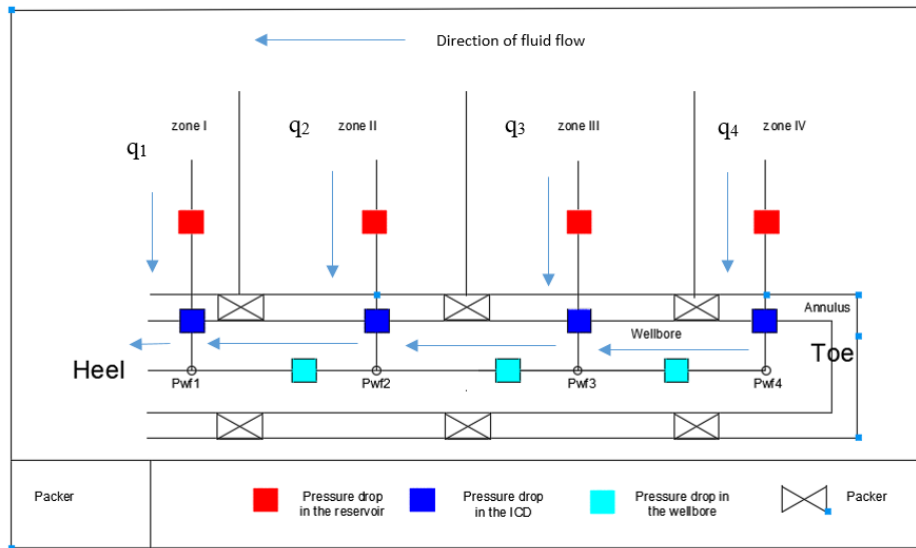 Direction of fluid flow
q1
zone I
q2
zone II
q3
zone III
q4
zone IV
Annulus
Wellbore
Heel
Toe
Pwf1
Pwf2
Pwf3
Pwf4
Packer
Pressure drop
in the reservoir
Pressure drop
in the ICD
Pressure drop in
the wellbore
Packer